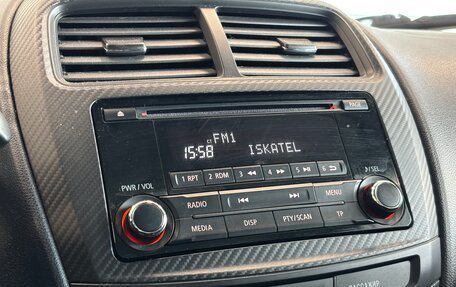 PAGE
FM1
15:58 ISKATEL
1 RPT 2 RDM 3 4 5 6
PWR / VOL
♪/SEL
RADIO MENU
MEDIA DISP PTY/SCAN TP
ПАССАЖИР